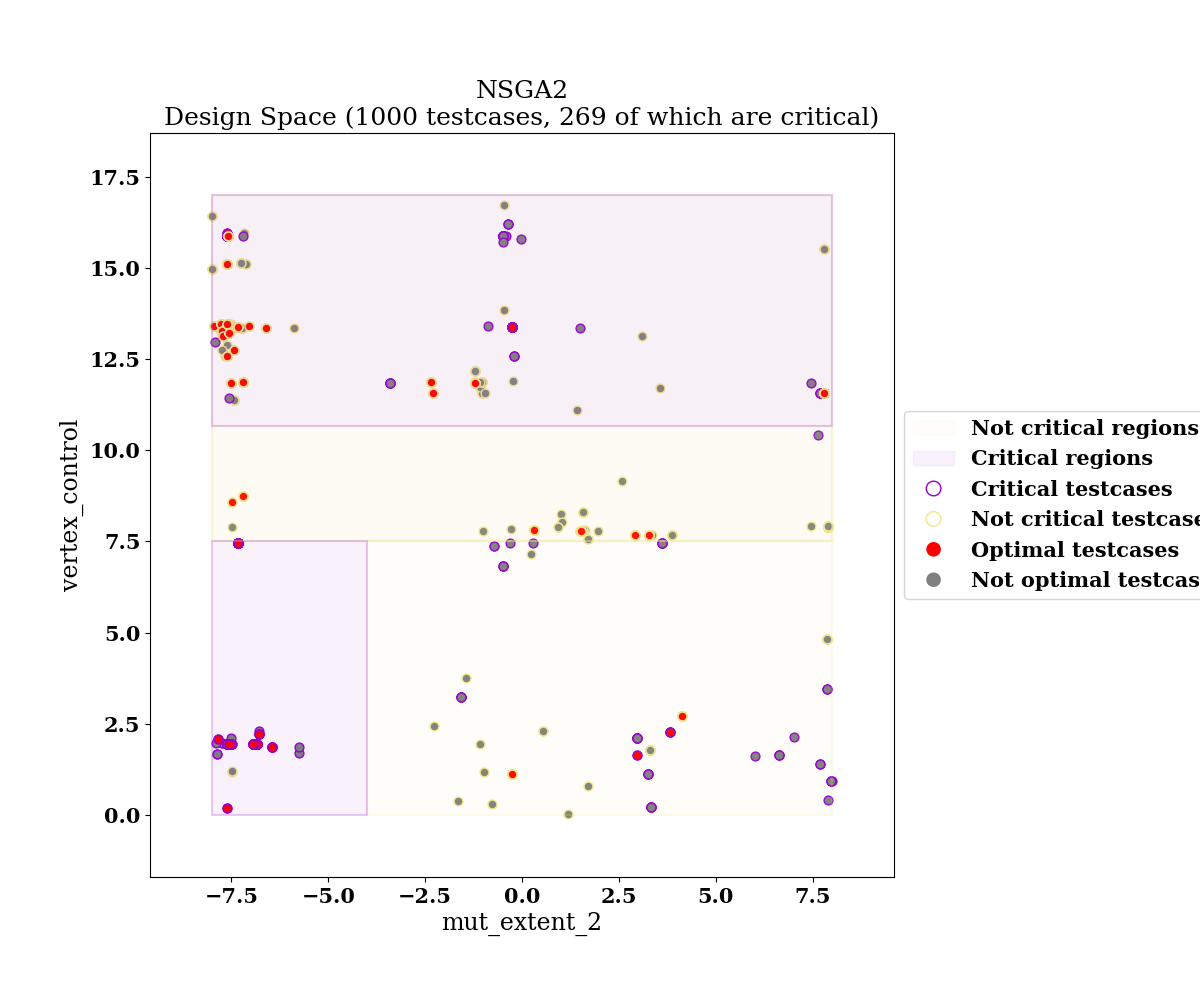 NSGA2
Design Space (1000 testcases, 269 of which are critical)
17.5
15.0
12.5
10.0
7.5
5.0
2.5
0.0
vertex_control
−7.5 −5.0 −2.5 0.0 2.5 5.0 7.5
mut_extent_2
Not critical regions
Critical regions
Critical testcases
Not critical testcase
Optimal testcases
Not optimal testcas